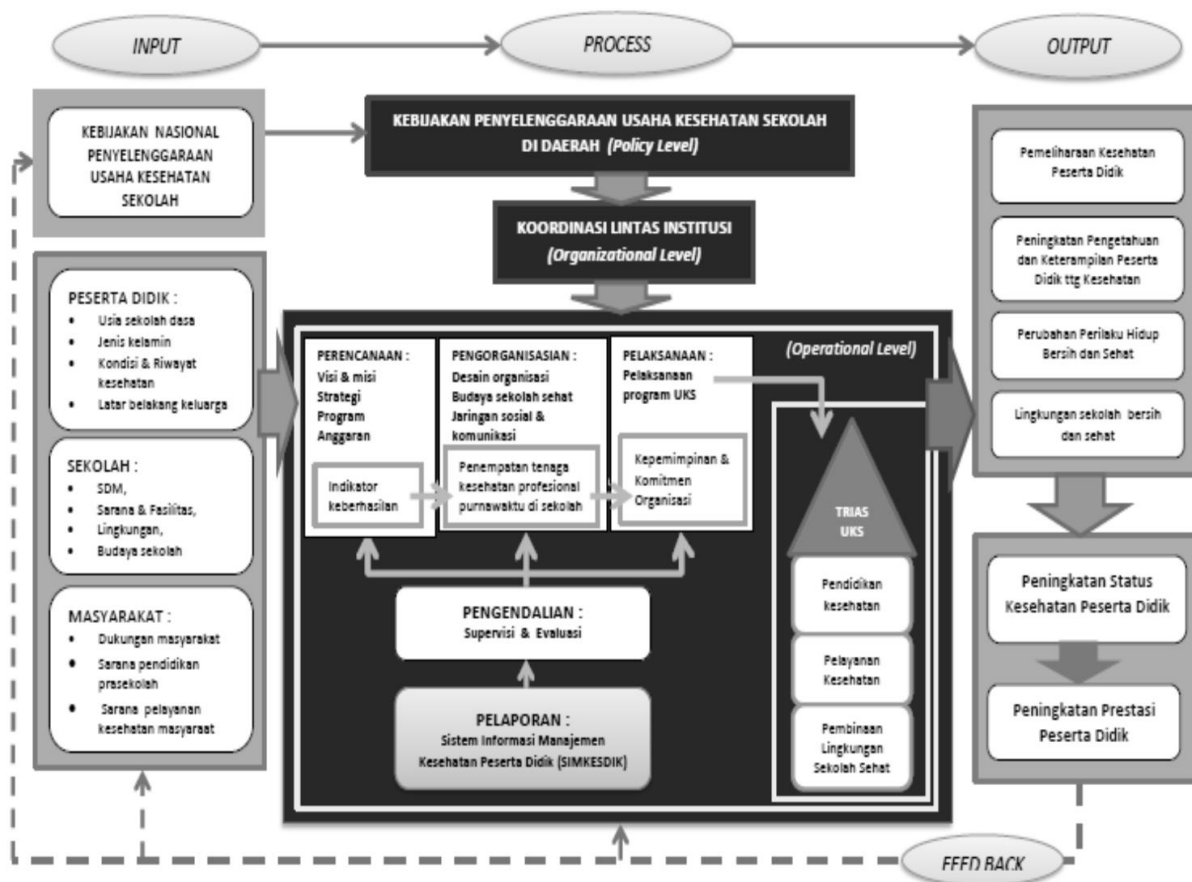 INPUT
PROCESS
OUTPUT
KEBIJAKAN NASIONAL
PENYELENGGARAAN
USAHA KESEHATAN
SEKOLAH
KEBIJAKAN PENYELENGGARAAN USAHA KESEHATAN SEKOLAH
DI DAERAH (Policy Level)
KOORDINASI LINTAS INSTITUSI
(Organizational Level)
PESERTA DIDIK :
• Usia sekolah dasa
• Jenis kelamin
• Kondisi & Riwayat
kesehatan
• Latar belakang keluarga
SEKOLAH :
• SDM,
• Sarana & Fasilitas,
• Lingkungan,
• Budaya sekolah
MASYARAKAT :
• Dukungan masyarakat
• Sarana pendidikan
prasekolah
• Sarana pelayanan
kesehatan masyaraat
(Operational Level)
PERENCANAAN :
Visi & misi
Strategi
Program
Anggaran
Indikator
keberhasilan
PENGORGANISASIAN :
Desain organisasi
Budaya sekolah sehat
Jaringan sosial &
komunikasi
Penempatan tenaga
kesehatan profesional
purnawaktu di sekolah
PELAKSANAAN :
Pelaksanaan
program UKS
Kepemimpinan &
Komitmen
Organisasi
PENGENDALIAN :
Supervisi & Evaluasi
PELAPORAN :
Sistem Informasi Manajemen
Kesehatan Peserta Didik (SIMKESDIK)
TRIAS
UKS
Pendidikan
kesehatan
Pelayanan
Kesehatan
Pembinaan
Lingkungan
Sekolah Sehat
Pemeliharaan Kesehatan
Peserta Didik
Peningkatan Pengetahuan
dan Keterampilan Peserta
Didik ttg Kesehatan
Perubahan Perilaku Hidup
Bersih dan Sehat
Lingkungan sekolah bersih
dan sehat
Peningkatan Status
Kesehatan Peserta Didik
Peningkatan Prestasi
Peserta Didik
FEED BACK